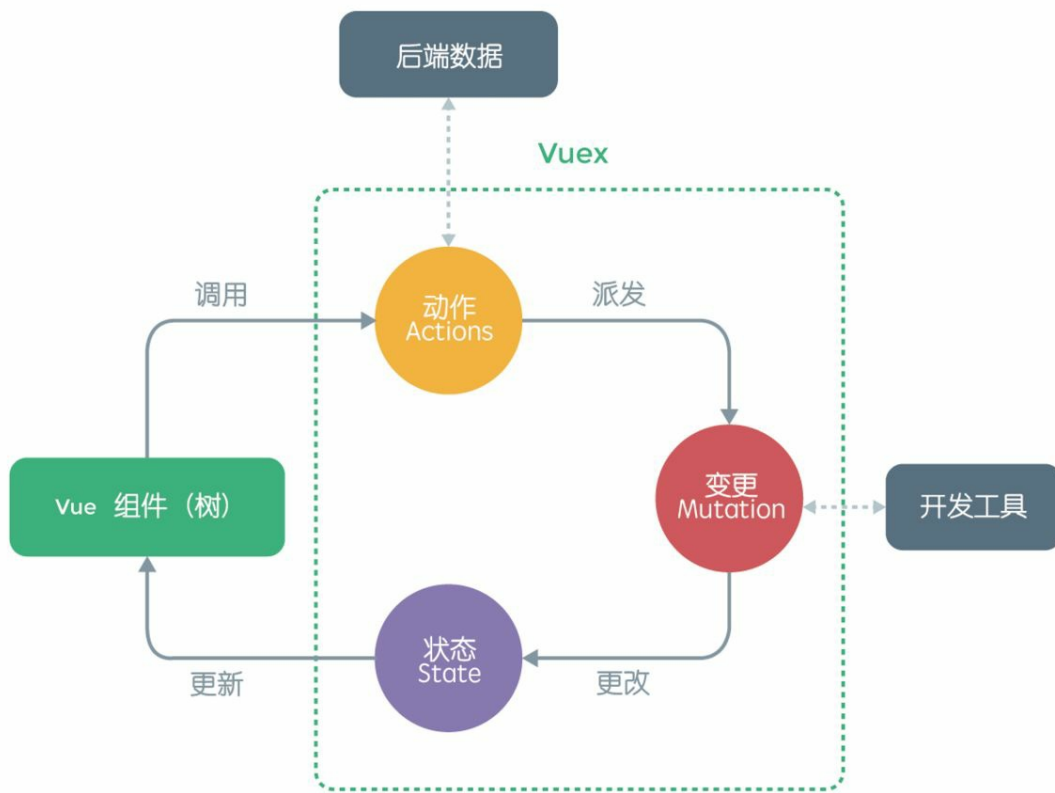 后端数据
Vuex
调用
动作
Actions
派发
Vue 组件（树）
变更
Mutation
开发工具
状态
State
更新
更改